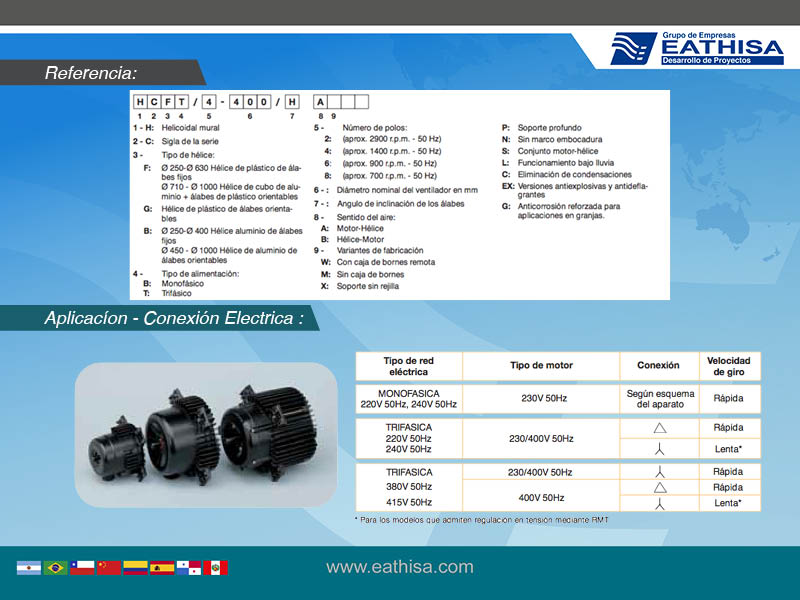 Grupo de Empresas
EATHISA
Desarrollo de Proyectos
Referencia:
H C F T / 4 - 4 0 0 / H A
1 2 3 4 5 6 7 8 9
1 - H: Helicoidal mural
2 - C: Sigla de la serie
3 - Tipo de hélice:
F: Ø 250-Ø 630 Hélice de plástico de ála-
bes fijos
Ø 710 - Ø 1000 Hélice de cubo de alu-
minio + álabes de plástico orientables
G: Hélice de plástico de álabes orienta-
bles
B: Ø 250-Ø 400 Hélice aluminio de álabes
fijos
Ø 450 - Ø 1000 Hélice de aluminio de
álabes orientables
4 - Tipo de alimentación:
B: Monofásico
T: Trifásico
5 - Número de polos:
2: (aprox. 2900 r.p.m. - 50 Hz)
4: (aprox. 1400 r.p.m. - 50 Hz)
6: (aprox. 900 r.p.m. - 50 Hz)
8: (aprox. 700 r.p.m. - 50 Hz)
6 - : Diámetro nominal del ventilador en mm
7 - : Angulo de inclinación de los álabes
8 - Sentido del aire:
A: Motor-Hélice
B: Hélice-Motor
9 - Variantes de fabricación
W: Con caja de bornes remota
M: Sin caja de bornes
X: Soporte sin rejilla
P: Soporte profundo
N: Sin marco embocadura
S: Conjunto motor-hélice
L: Funcionamiento bajo lluvia
C: Eliminación de condensaciones
EX: Versiones antiexplosivas y antidefla-
grantes
G: Anticorrosión reforzada para
aplicaciones en granjas.
Aplicacíon - Conexión Electrica :
Tipo de red
eléctrica
Tipo de motor
Conexión
Velocidad
de giro
MONOFASICA
220V 50Hz, 240V 50Hz
230V 50Hz
Según esquema
del aparato
Rápida
TRIFASICA
220V 50Hz
240V 50Hz
230/400V 50Hz
Rápida
Lenta*
TRIFASICA
380V 50Hz
415V 50Hz
230/400V 50Hz
Rápida
400V 50Hz
Rápida
Lenta*
* Para los modelos que admiten regulación en tensión mediante RMT
www.eathisa.com